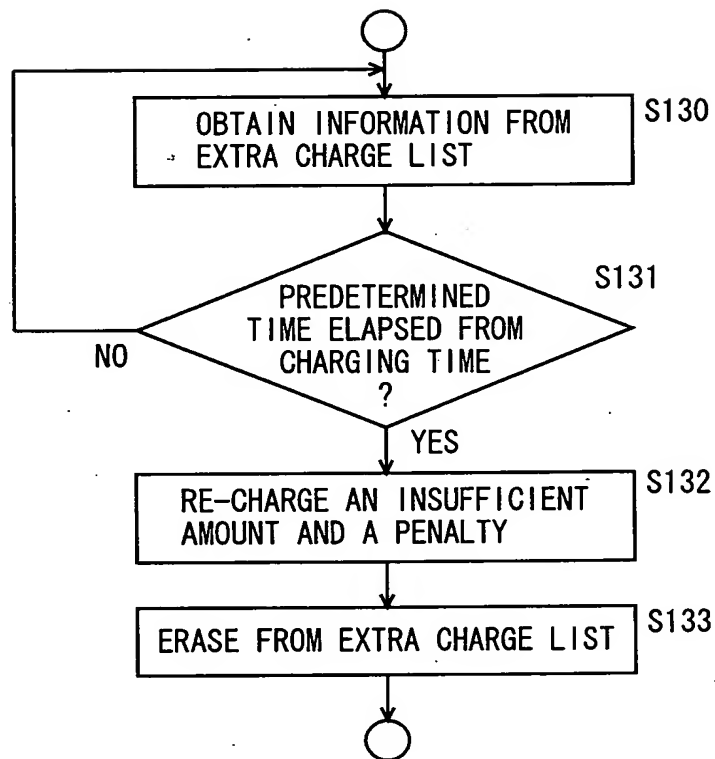 OBTAIN INFORMATION FROM
EXTRA CHARGE LIST
S130
PREDETERMINED
TIME ELAPSED FROM
CHARGING TIME
?
S131
NO
YES
RE-CHARGE AN INSUFFICIENT
AMOUNT AND A PENALTY
S132
ERASE FROM EXTRA CHARGE LIST
S133